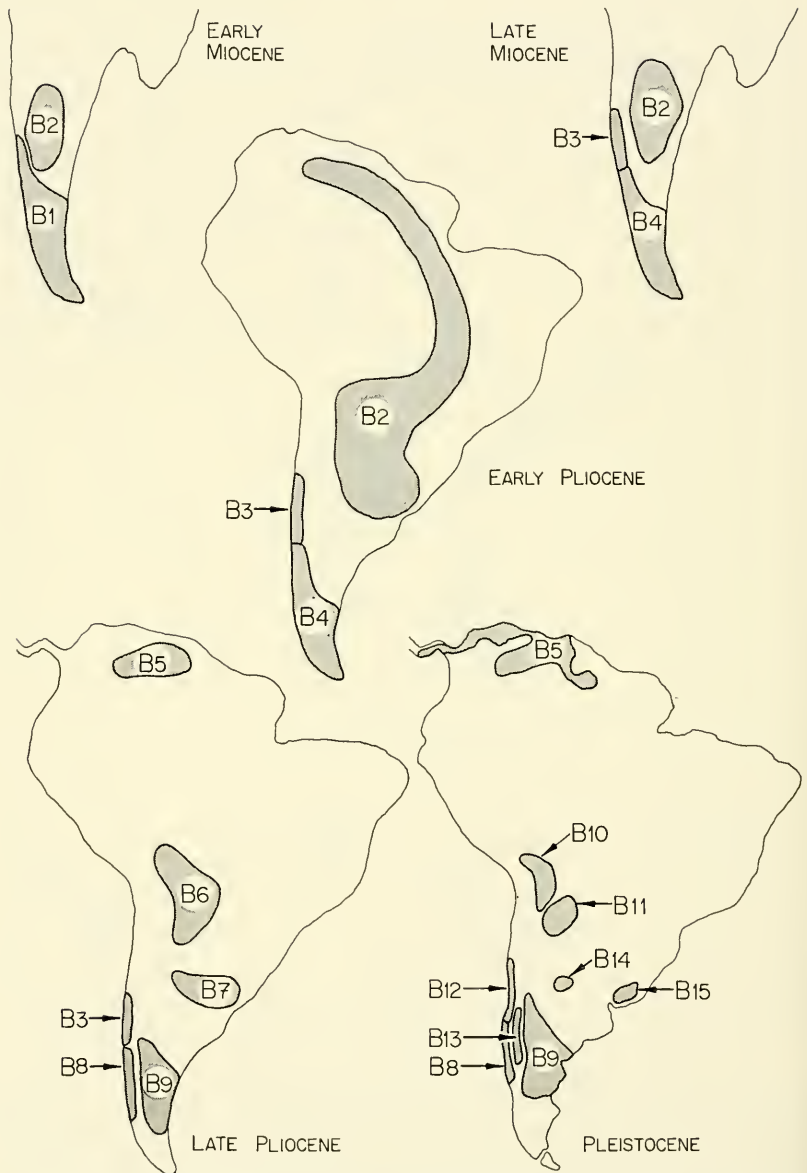 EARLY
MIOCENE
B2
B1
LATE
MIOCENE
B2
B3
B4
B2
EARLY PLIOCENE
B3
B4
B5
B6
B7
B3
B8
B9
LATE PLIOCENE
B5
B10
B11
B14
B12
B15
B13
B8
B9
PLEISTOCENE